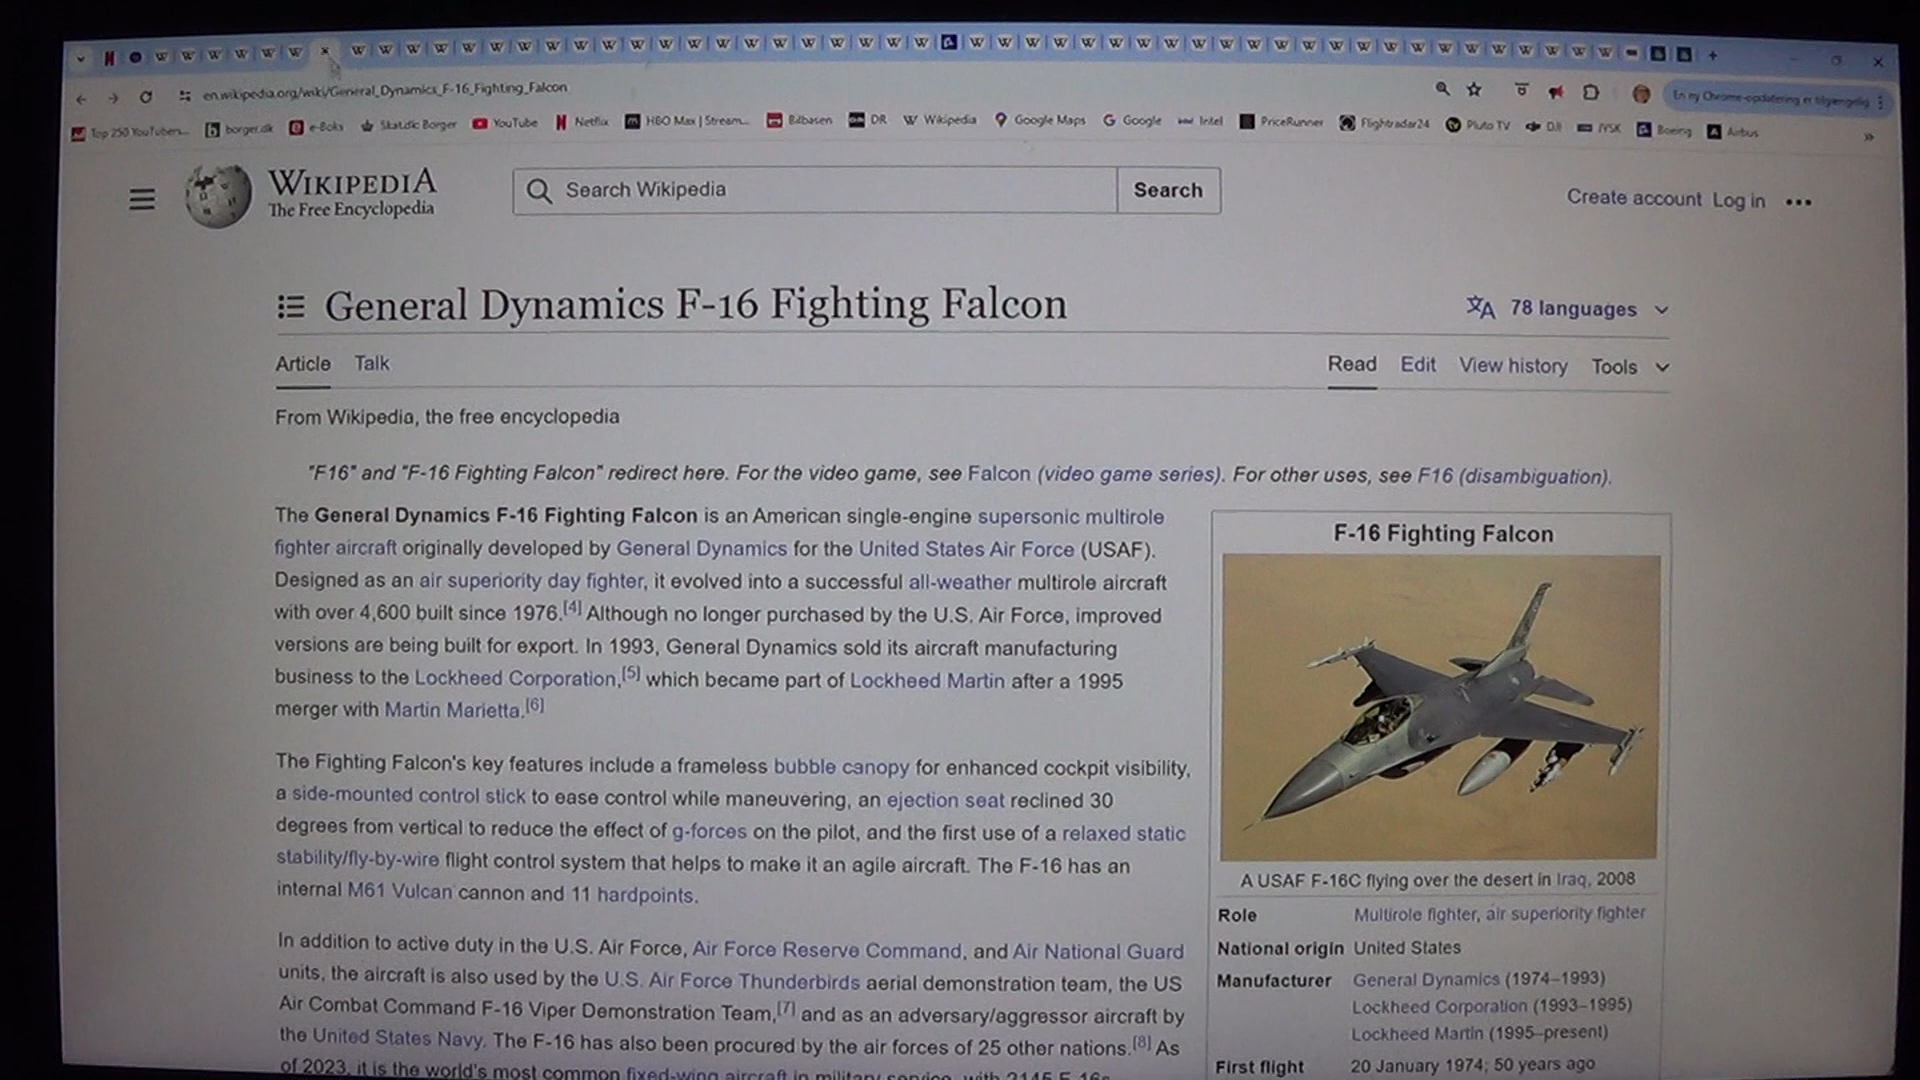 en.wikipedia.org/wiki/General_Dynamics_F-16_Fighting_Falcon
En ny Chrome-opdatering er tilgængelig
Top 250 YouTubers... borger.dk e-Boks Skat.dk: Borger YouTube Netflix HBO Max | Stream... Bilbasen DR Wikipedia Google Maps Google Intel PriceRunner Flightradar24 Pluto TV DJI JYSK Boeing Airbus
WIKIPEDIA
The Free Encyclopedia
Search Wikipedia
Search
Create account Log in
General Dynamics F-16 Fighting Falcon
78 languages
Article Talk
Read Edit View history Tools
From Wikipedia, the free encyclopedia
"F16" and "F-16 Fighting Falcon" redirect here. For the video game, see Falcon (video game series). For other uses, see F16 (disambiguation).
The General Dynamics F-16 Fighting Falcon is an American single-engine supersonic multirole
fighter aircraft originally developed by General Dynamics for the United States Air Force (USAF).
Designed as an air superiority day fighter, it evolved into a successful all-weather multirole aircraft
with over 4,600 built since 1976.[4] Although no longer purchased by the U.S. Air Force, improved
versions are being built for export. In 1993, General Dynamics sold its aircraft manufacturing
business to the Lockheed Corporation,[5] which became part of Lockheed Martin after a 1995
merger with Martin Marietta.[6]
The Fighting Falcon's key features include a frameless bubble canopy for enhanced cockpit visibility,
a side-mounted control stick to ease control while maneuvering, an ejection seat reclined 30
degrees from vertical to reduce the effect of g-forces on the pilot, and the first use of a relaxed static
stability/fly-by-wire flight control system that helps to make it an agile aircraft. The F-16 has an
internal M61 Vulcan cannon and 11 hardpoints.
In addition to active duty in the U.S. Air Force, Air Force Reserve Command, and Air National Guard
units, the aircraft is also used by the U.S. Air Force Thunderbirds aerial demonstration team, the US
Air Combat Command F-16 Viper Demonstration Team,[7] and as an adversary/aggressor aircraft by
the United States Navy. The F-16 has also been procured by the air forces of 25 other nations.[8] As
of 2023, it is the world's most common fixed-wing aircraft in military service, with 2145 F-16s
F-16 Fighting Falcon
A USAF F-16C flying over the desert in Iraq, 2008
Role Multirole fighter, air superiority fighter
National origin United States
Manufacturer General Dynamics (1974–1993)
Lockheed Corporation (1993–1995)
Lockheed Martin (1995–present)
First flight 20 January 1974; 50 years ago